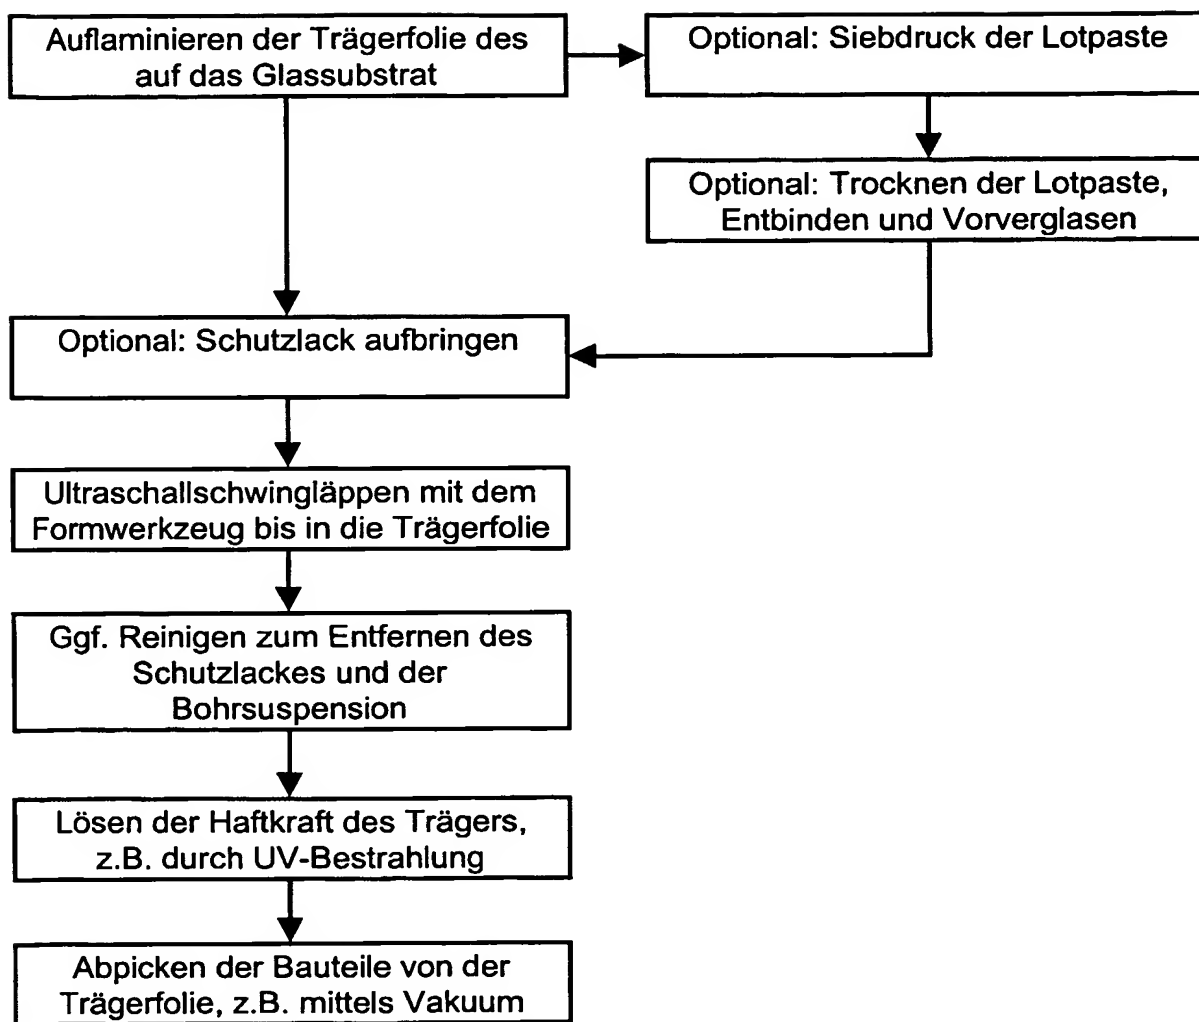 Auflaminieren der Trägerfolie des
auf das Glassubstrat
Optional: Siebdruck der Lotpaste
Optional: Trocknen der Lotpaste,
Entbinden und Vorverglasen
Optional: Schutzlack aufbringen
Ultraschallschwingläppen mit dem
Formwerkzeug bis in die Trägerfolie
Ggf. Reinigen zum Entfernen des
Schutzlackes und der
Bohrsuspension
Lösen der Haftkraft des Trägers,
z.B. durch UV-Bestrahlung
Abpicken der Bauteile von der
Trägerfolie, z.B. mittels Vakuum